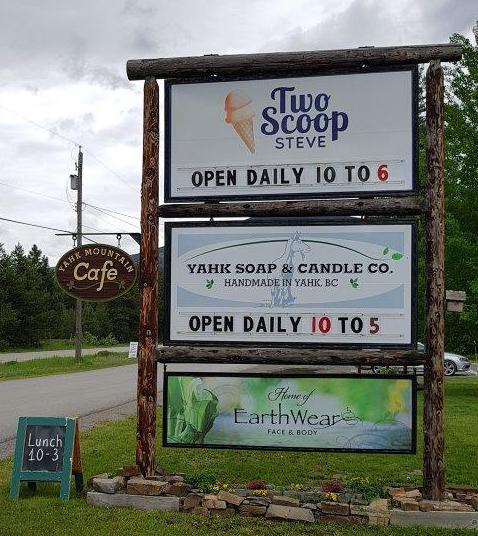 Two
Scoop
STEVE
OPEN DAILY 10 TO 6
YAHK MOUNTAIN
Café
YAHK SOAP & CANDLE CO.
HANDMADE IN YAHK, BC
OPEN DAILY 10 TO 5
Home of
EarthWear
FACE & BODY
Lunch
10-3